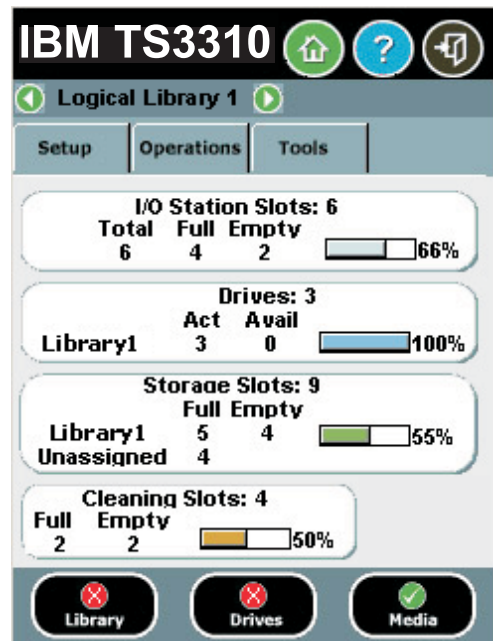 IBM TS3310 ?
Logical Library 1
Setup Operations Tools
I/O Station Slots: 6
Total Full Empty
6 4 2 66%
Drives: 3
Act Avail
Library1 3 0 100%
Storage Slots: 9
Full Empty
Library1 5 4 55%
Unassigned 4
Cleaning Slots: 4
Full Empty
2 2 50%
Library Drives Media